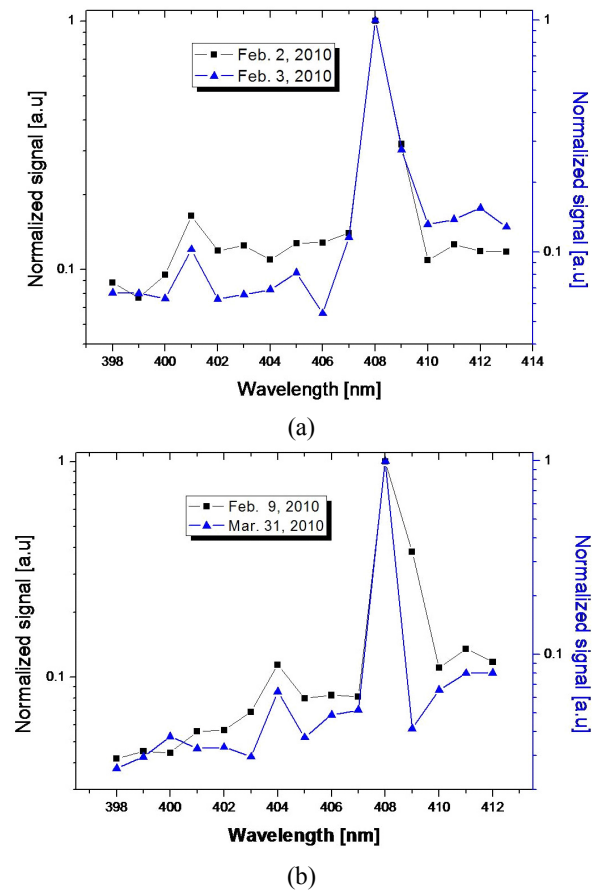 1
1
Feb. 2, 2010
Feb. 3, 2010
Normalized signal [a.u]
Normalized signal [a.u]
0.1
0.1
398 400 402 404 406 408 410 412 414
Wavelength [nm]
(a)
1
1
Feb. 9, 2010
Mar. 31, 2010
Normalized signal [a.u]
Normalized signal [a.u]
0.1
0.1
398 400 402 404 406 408 410 412
Wavelength [nm]
(b)